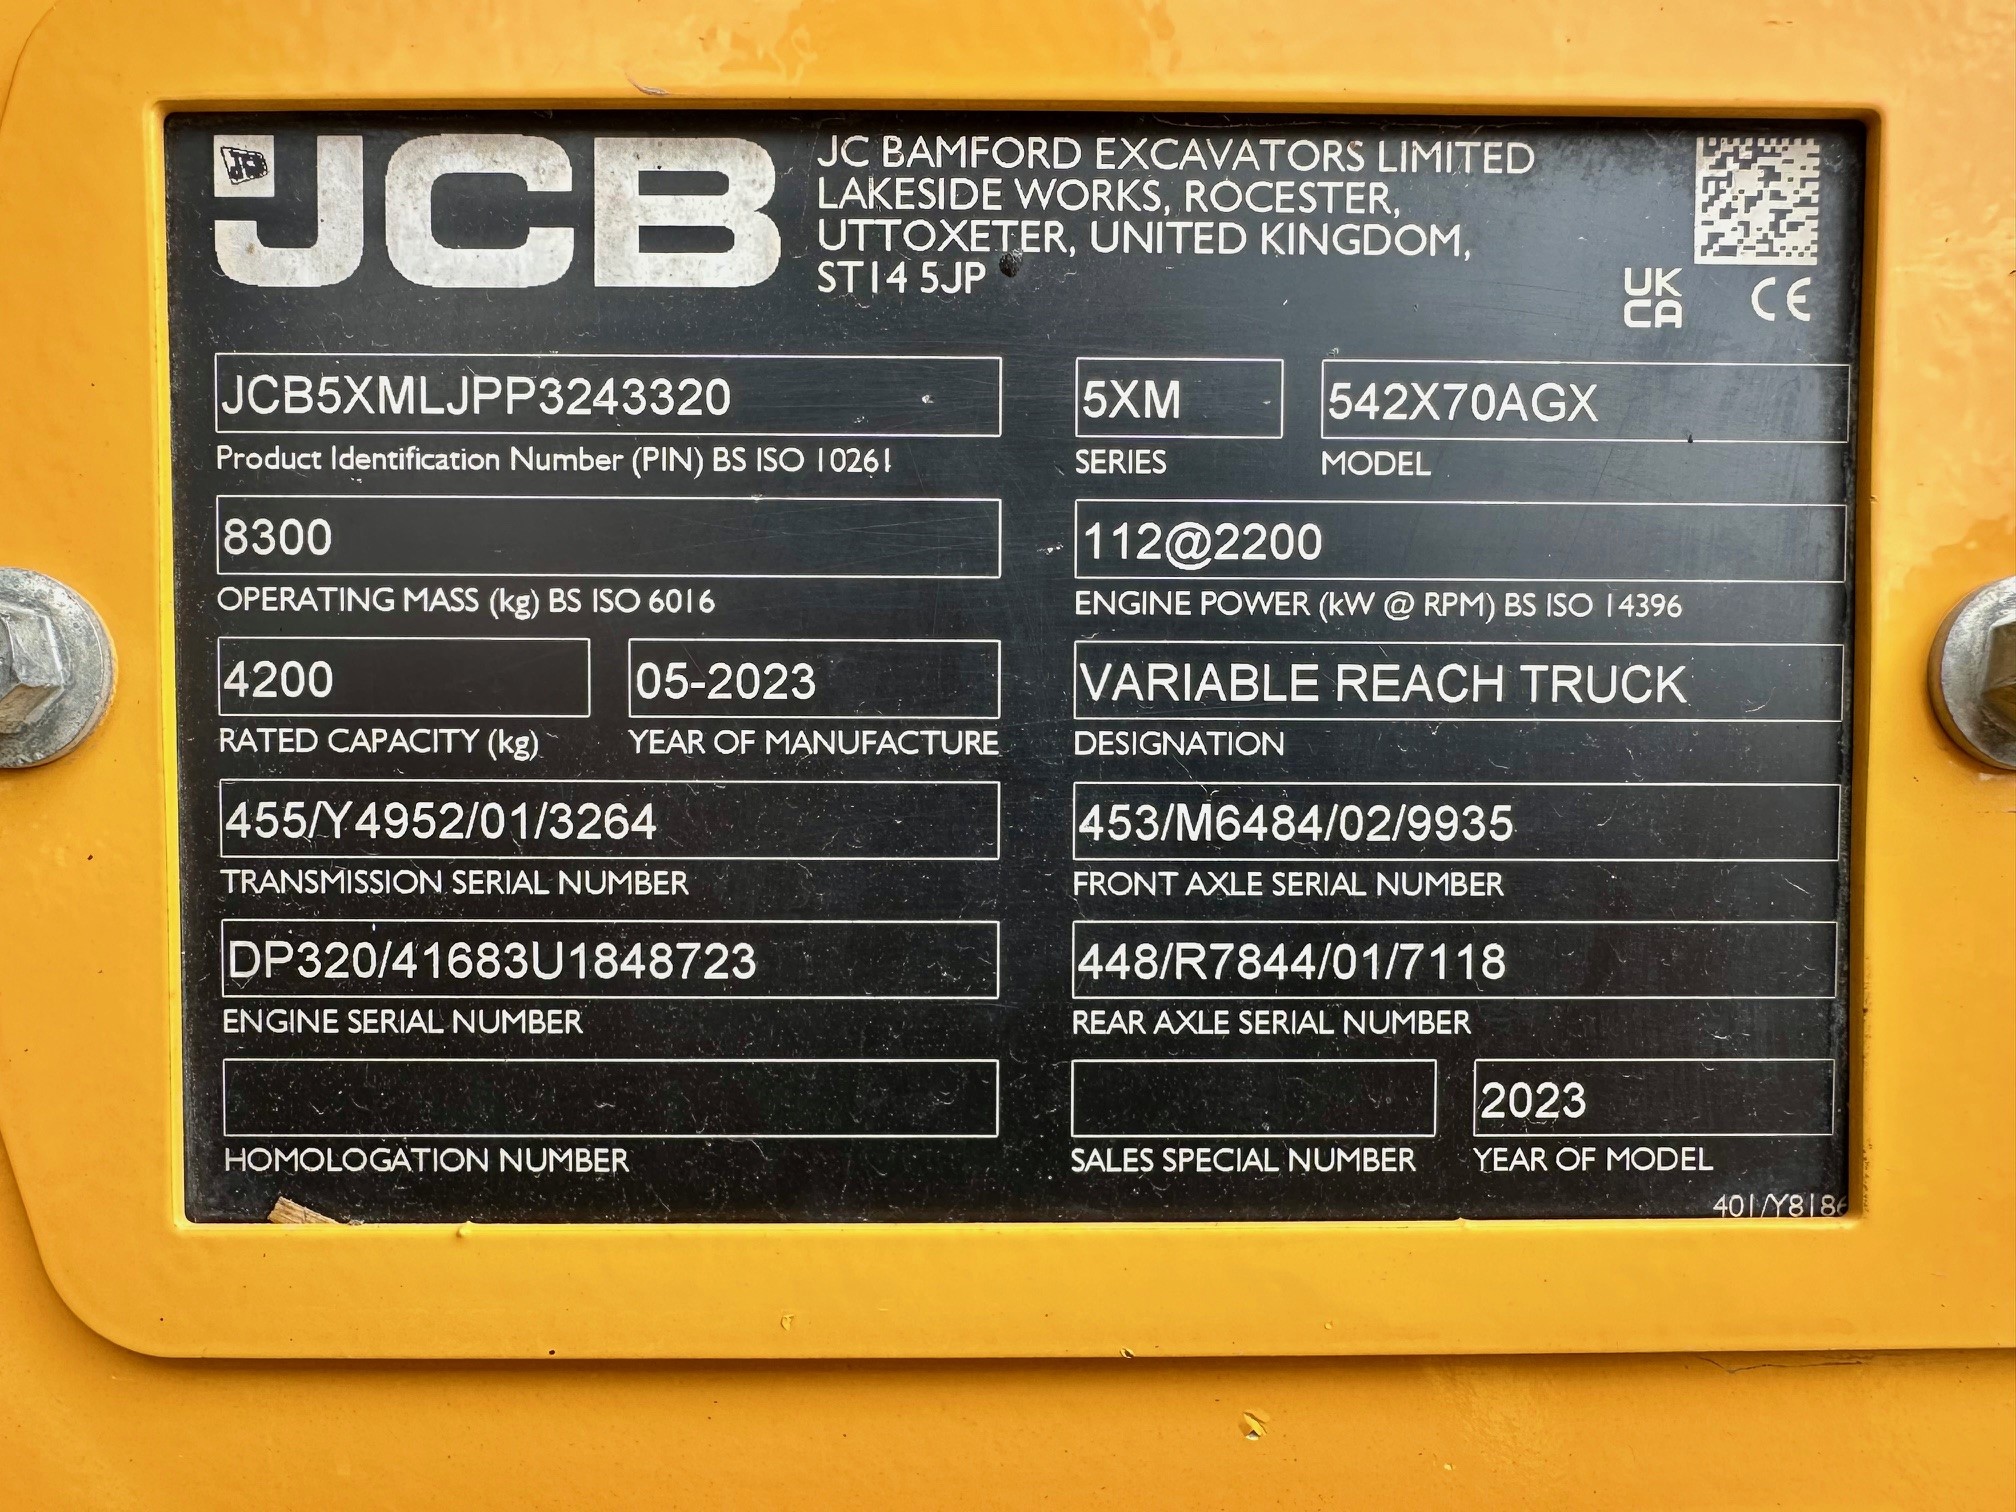 JCB
JC BAMFORD EXCAVATORS LIMITED
LAKESIDE WORKS, ROCESTER,
UTTOXETER, UNITED KINGDOM,
ST14 5JP
UK
CA
CE
JCB5XMLJPP3243320
Product Identification Number (PIN) BS ISO 10261
5XM
SERIES
542X70AGX
MODEL
8300
OPERATING MASS (kg) BS ISO 6016
112@2200
ENGINE POWER (kW @ RPM) BS ISO 14396
4200
RATED CAPACITY (kg)
05-2023
YEAR OF MANUFACTURE
VARIABLE REACH TRUCK
DESIGNATION
455/Y4952/01/3264
TRANSMISSION SERIAL NUMBER
453/M6484/02/9935
FRONT AXLE SERIAL NUMBER
DP320/41683U1848723
ENGINE SERIAL NUMBER
448/R7844/01/7118
REAR AXLE SERIAL NUMBER
HOMOLOGATION NUMBER
SALES SPECIAL NUMBER
2023
YEAR OF MODEL
401/Y8186